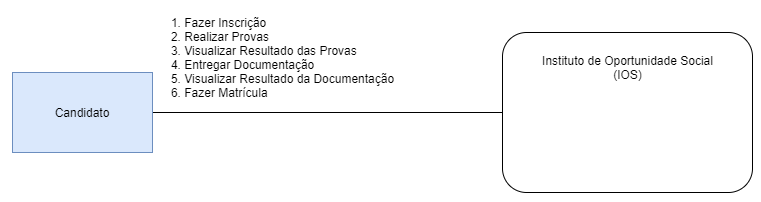 1. Fazer Inscrição
2. Realizar Provas
3. Visualizar Resultado das Provas
4. Entregar Documentação
5. Visualizar Resultado da Documentação
6. Fazer Matrícula
Candidato
Instituto de Oportunidade Social
(IOS)